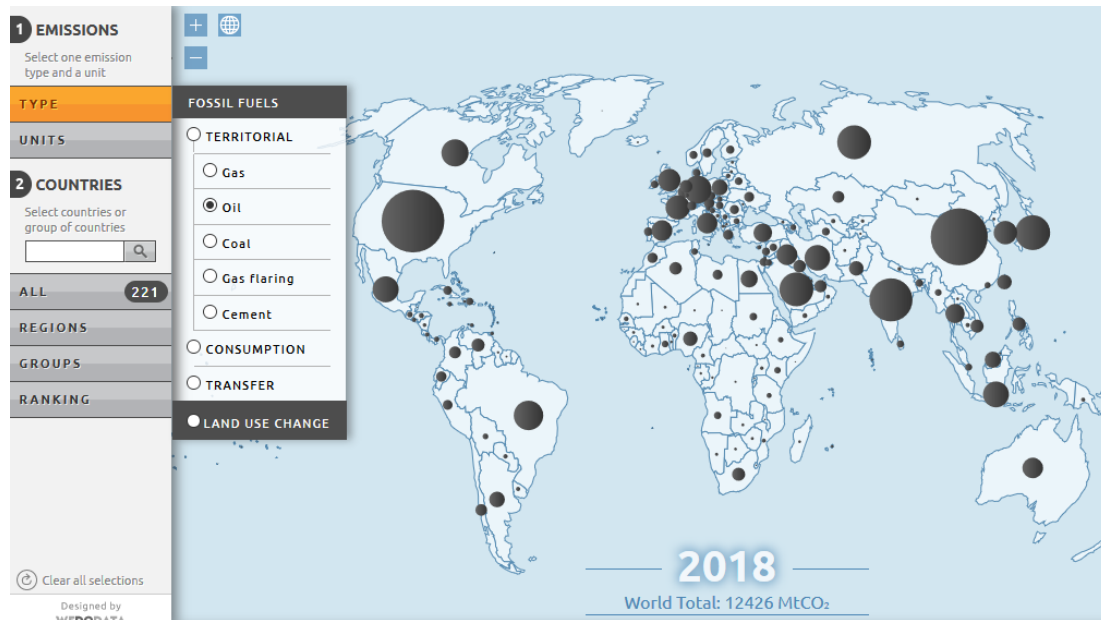 1 EMISSIONS
Select one emission
type and a unit
TYPE
UNITS
2 COUNTRIES
Select countries or
group of countries
ALL 221
REGIONS
GROUPS
RANKING
Clear all selections
Designed by
WEDODATA
+
−
FOSSIL FUELS
TERRITORIAL
Gas
Oil
Coal
Gas flaring
Cement
CONSUMPTION
TRANSFER
LAND USE CHANGE
2018
World Total: 12426 MtCO₂